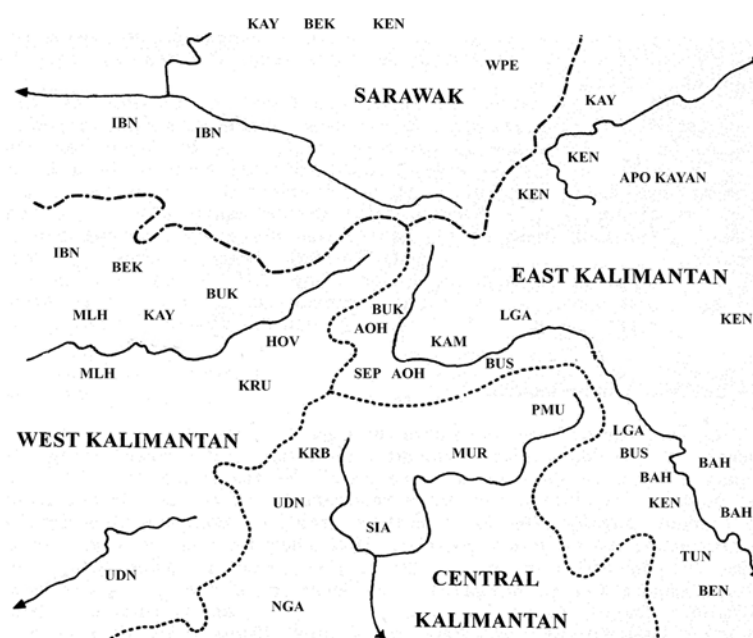 KAY BEK KEN
WPE
SARAWAK
KAY
IBN IBN
KEN
APO KAYAN
KEN
IBN
BEK
EAST KALIMANTAN
BUK
BUK
MLH KAY
LGA
KEN
AOH
HOV
KAM
MLH
SEP AOH
BUS
KRU
PMU
WEST KALIMANTAN
LGA
KRB
MUR
BUS
BAH
BAH
UDN
KEN
BAH
SIA
TUN
UDN
CENTRAL
BEN
NGA
KALIMANTAN